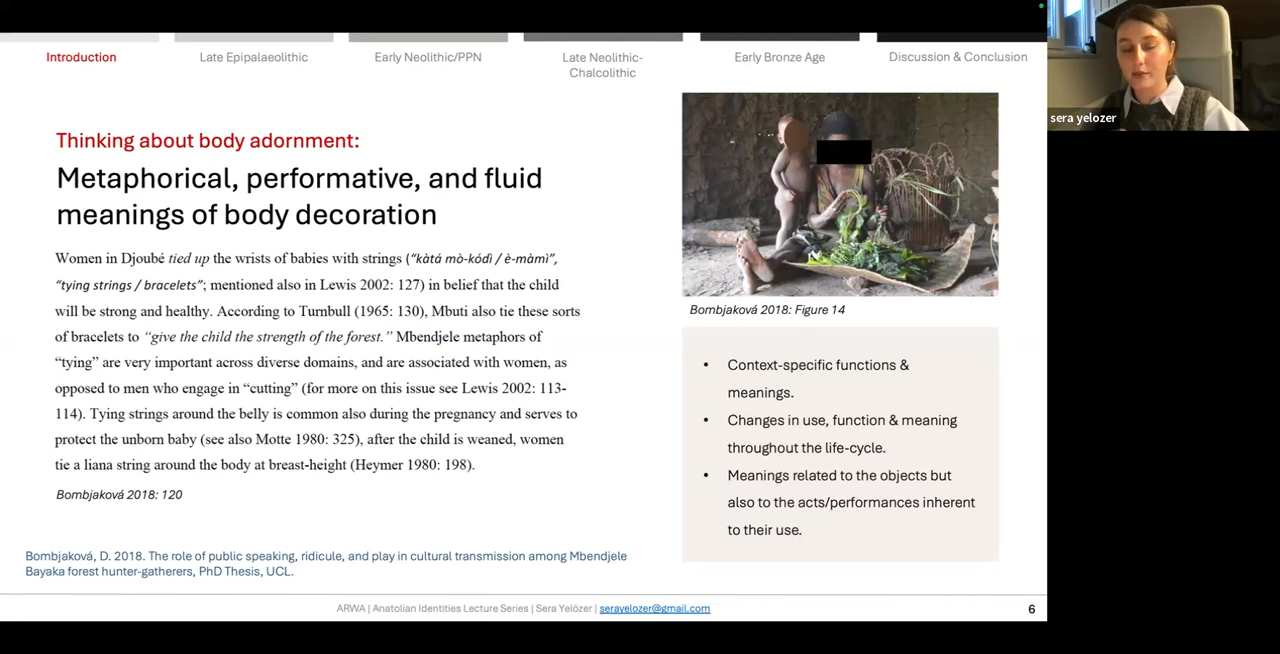 Introduction
Late Epipalaeolithic
Early Neolithic/PPN
Late Neolithic-
Chalcolithic
Early Bronze Age
Discussion & Conclusion
sera yelozer
Thinking about body adornment:
Metaphorical, performative, and fluid
meanings of body decoration
Women in Djoubé tied up the wrists of babies with strings (“kàtá mò-kódì / è-màmì”,
“tying strings / bracelets”; mentioned also in Lewis 2002: 127) in belief that the child
will be strong and healthy. According to Turnbull (1965: 130), Mbuti also tie these sorts
of bracelets to “give the child the strength of the forest.” Mbendjele metaphors of
“tying” are very important across diverse domains, and are associated with women, as
opposed to men who engage in “cutting” (for more on this issue see Lewis 2002: 113-
114). Tying strings around the belly is common also during the pregnancy and serves to
protect the unborn baby (see also Motte 1980: 325), after the child is weaned, women
tie a liana string around the body at breast-height (Heymer 1980: 198).
Bombjaková 2018: 120
Bombjaková 2018: Figure 14
• Context-specific functions &
meanings.
• Changes in use, function & meaning
throughout the life-cycle.
• Meanings related to the objects but
also to the acts/performances inherent
to their use.
Bombjaková, D. 2018. The role of public speaking, ridicule, and play in cultural transmission among Mbendjele
Bayaka forest hunter-gatherers, PhD Thesis, UCL.
ARWA | Anatolian Identities Lecture Series | Sera Yelözer | serayelozer@gmail.com
6